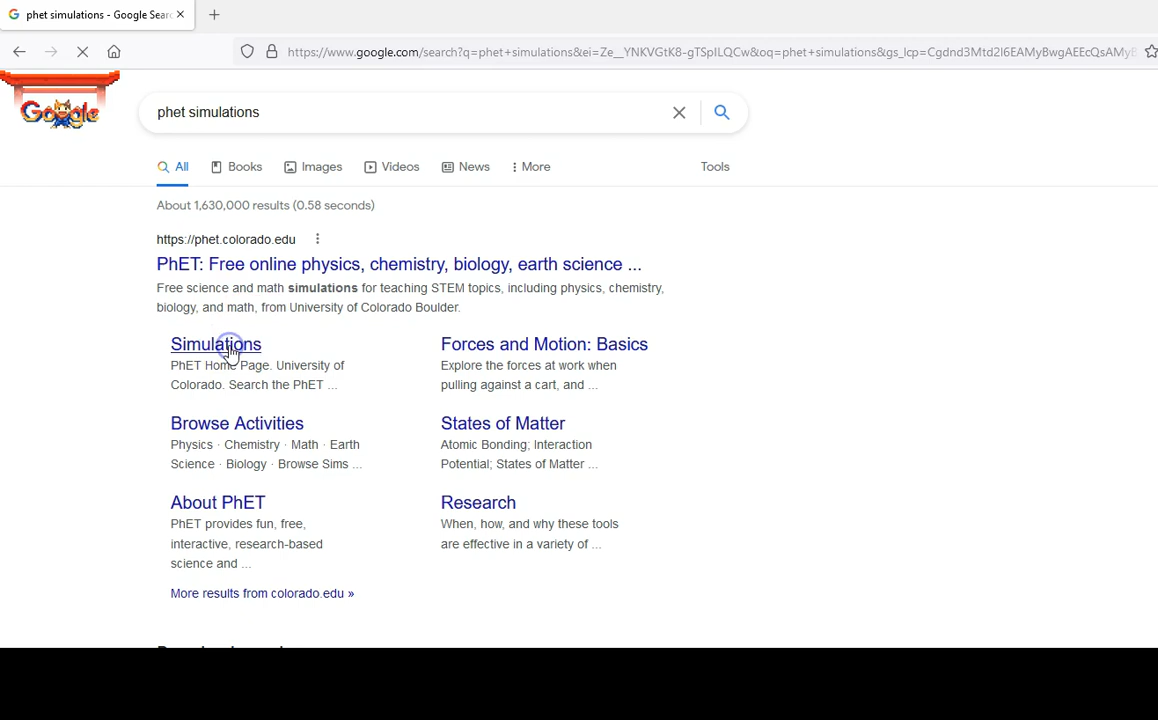 phet simulations - Google Sear
https://www.google.com/search?q=phet+simulations&ei=Ze__YNKVGtK8-gTSpILQCw&oq=phet+simulations&gs_lcp=Cgdnd3Mtd2l6EAMyBwgAEEcQsAMyB
Google
phet simulations
All Books Images Videos News More Tools
About 1,630,000 results (0.58 seconds)
https://phet.colorado.edu
PhET: Free online physics, chemistry, biology, earth science ...
Free science and math simulations for teaching STEM topics, including physics, chemistry,
biology, and math, from University of Colorado Boulder.
Simulations
PhET Home Page. University of
Colorado. Search the PhET ...
Forces and Motion: Basics
Explore the forces at work when
pulling against a cart, and ...
Browse Activities
Physics · Chemistry · Math · Earth
Science · Biology · Browse Sims ...
States of Matter
Atomic Bonding; Interaction
Potential; States of Matter ...
About PhET
PhET provides fun, free,
interactive, research-based
science and ...
Research
When, how, and why these tools
are effective in a variety of ...
More results from colorado.edu »